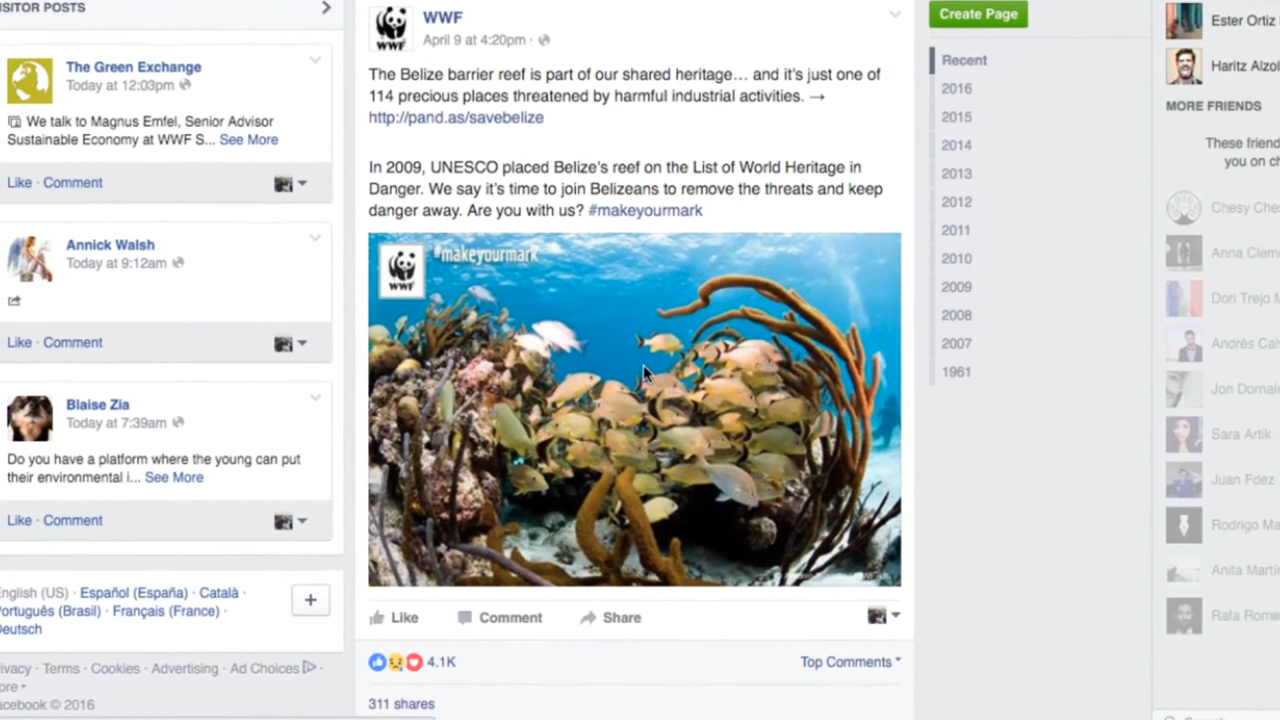 ISITOR POSTS
The Green Exchange
Today at 12:03pm
We talk to Magnus Emfel, Senior Advisor
Sustainable Economy at WWF S... See More
Like · Comment
Annick Walsh
Today at 9:12am
Like · Comment
Blaise Zia
Today at 7:39am
Do you have a platform where the young can put
their environmental i... See More
Like · Comment
nglish (US) · Español (España) · Català ·
ortuguês (Brasil) · Français (France) ·
Deutsch
+
ivacy · Terms · Cookies · Advertising · Ad Choices ·
ore
acebook © 2016
WWF
WWF
April 9 at 4:20pm ·
The Belize barrier reef is part of our shared heritage… and it's just one of
114 precious places threatened by harmful industrial activities. →
http://pand.as/savebelize
In 2009, UNESCO placed Belize's reef on the List of World Heritage in
Danger. We say it's time to join Belizeans to remove the threats and keep
danger away. Are you with us? #makeyourmark
#makeyourmark
WWF
Like Comment Share
4.1K
Top Comments
311 shares
Create Page
Recent
2016
2015
2014
2013
2012
2011
2010
2009
2008
2007
1961
Ester Ortiz
Haritz Alzol
MORE FRIENDS
These friend
you on c
Chesy Che
Anna Clem
Dori Trejo M
Andrés Cal
Jon Dornal
Sara Artik
Juan Fdez
Rodrigo Ma
Anita Marti
Rafa Rome